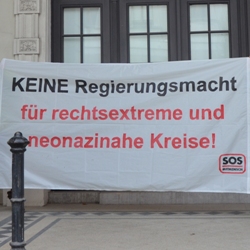 KEINE Regierungsmacht
für rechtsextreme und
neonazinahe Kreise!
SOS